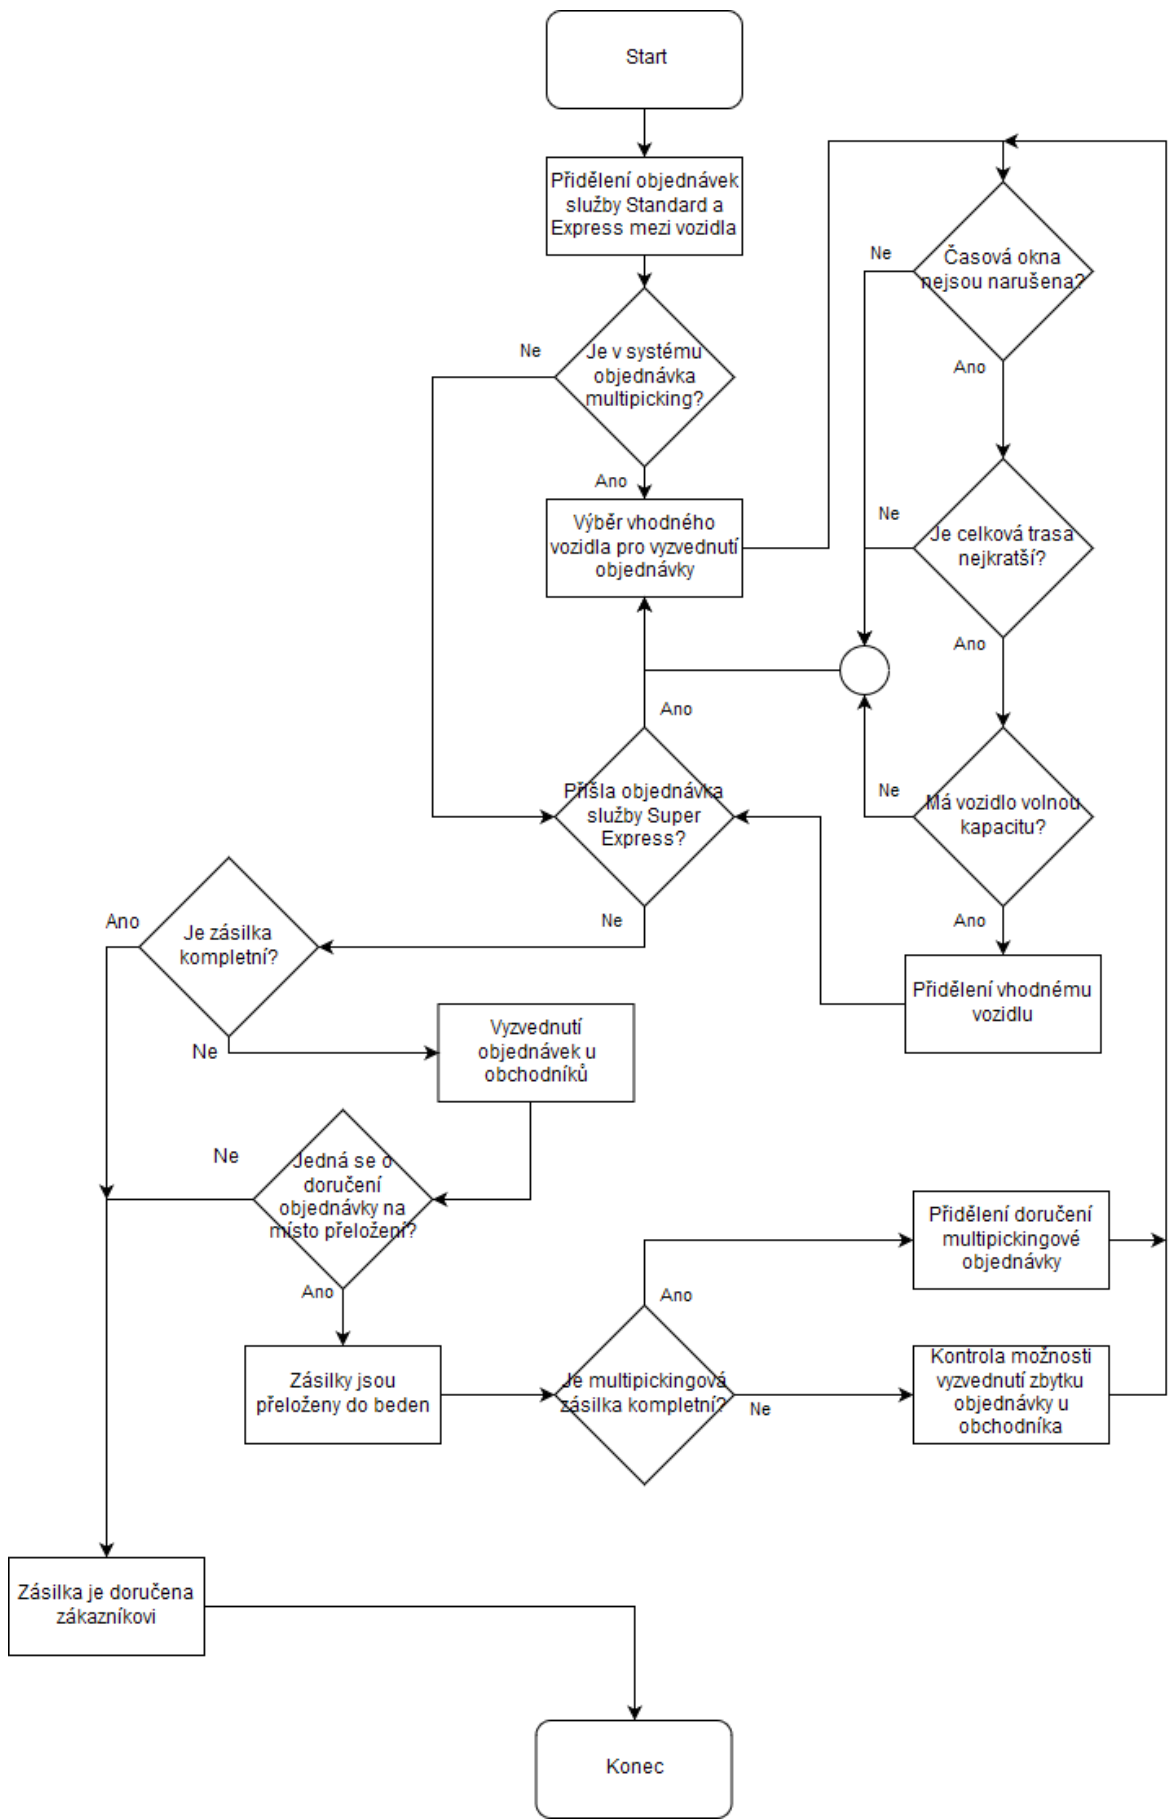 Start
Přidělení objednávek
služby Standard a
Express mezi vozidla
Ne
Časová okna
nejsou narušena?
Ano
Ne
Je v systému
objednávka
multipicking?
Ano
Výběr vhodného
vozidla pro vyzvednutí
objednávky
Ne
Je celková trasa
nejkratší?
Ano
Ano
Přišla objednávka
služby Super
Express?
Ne
Ne
Má vozidlo volnou
kapacitu?
Ano
Přidělení vhodnému
vozidlu
Ano
Je zásilka
kompletní?
Ne
Vyzvednutí
objednávek u
obchodníků
Ne
Jedná se o
doručení
objednávky na
místo přeložení?
Ano
Zásilky jsou
přeloženy do beden
Ano
Je multipickingová
zásilka kompletní?
Ne
Přidělení doručení
multipickingové
objednávky
Kontrola možnosti
vyzvednutí zbytku
objednávky u
obchodníka
Zásilka je doručena
zákazníkovi
Konec